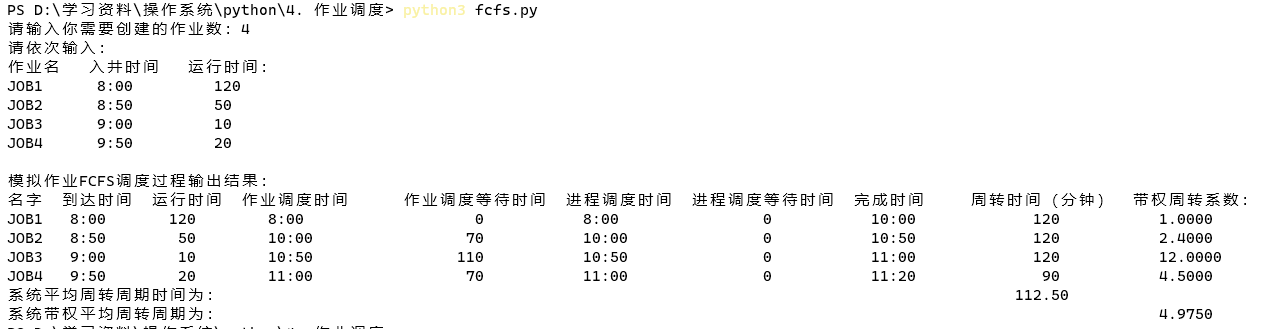 PS D:\学习资料\操作系统\python\4. 作业调度> python3 fcfs.py
请输入你需要创建的作业数: 4
请依次输入:
作业名 入井时间 运行时间:
JOB1 8:00 120
JOB2 8:50 50
JOB3 9:00 10
JOB4 9:50 20
模拟作业FCFS调度过程输出结果:
名字 到达时间 运行时间 作业调度时间 作业调度等待时间 进程调度时间 进程调度等待时间 完成时间 周转时间 (分钟) 带权周转系数:
JOB1 8:00 120 8:00 0 8:00 0 10:00 120 1.0000
JOB2 8:50 50 10:00 70 10:00 0 10:50 120 2.4000
JOB3 9:00 10 10:50 110 10:50 0 11:00 120 12.0000
JOB4 9:50 20 11:00 70 11:00 0 11:20 90 4.5000
系统平均周转周期时间为: 112.50
系统带权平均周转周期为: 4.9750